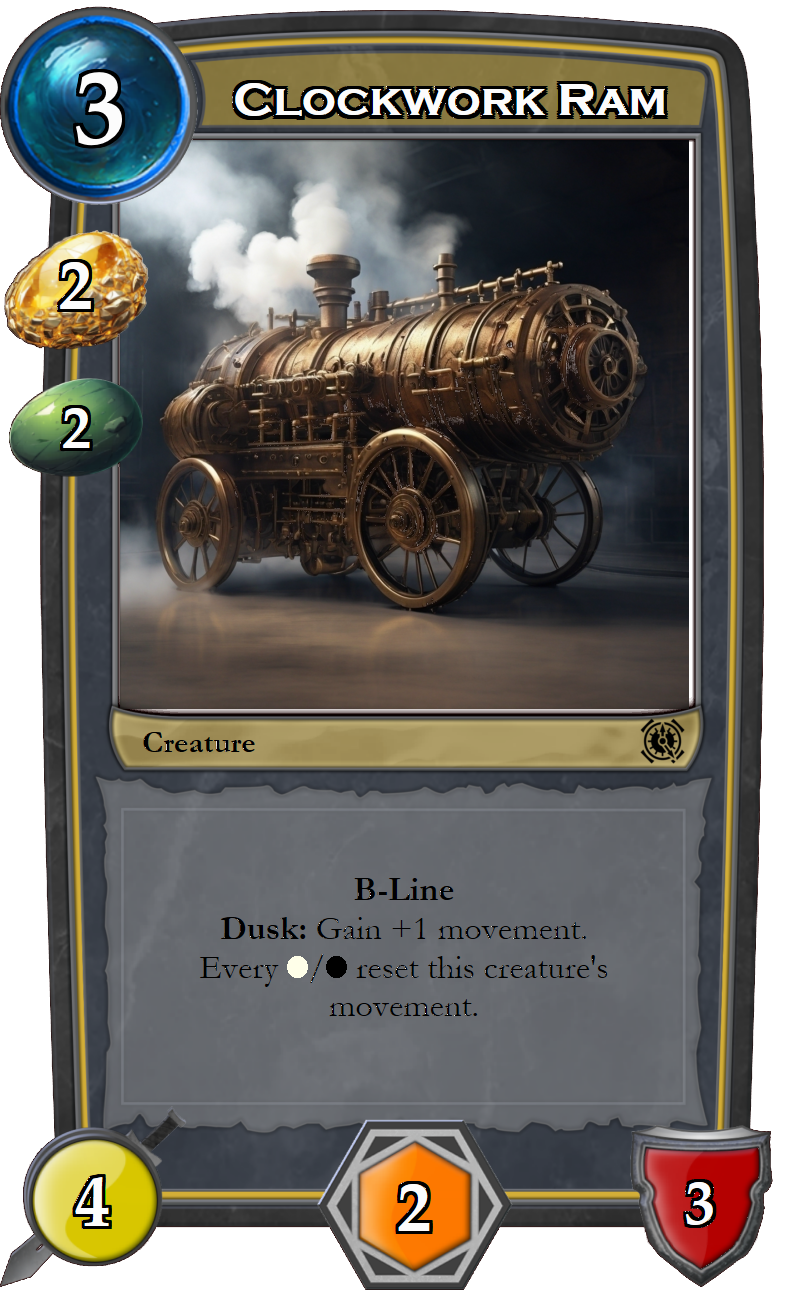 3
Clockwork Ram
2
2
Creature
B-Line
Dusk: Gain +1 movement.
Every ●/● reset this creature's
movement.
4
2
3